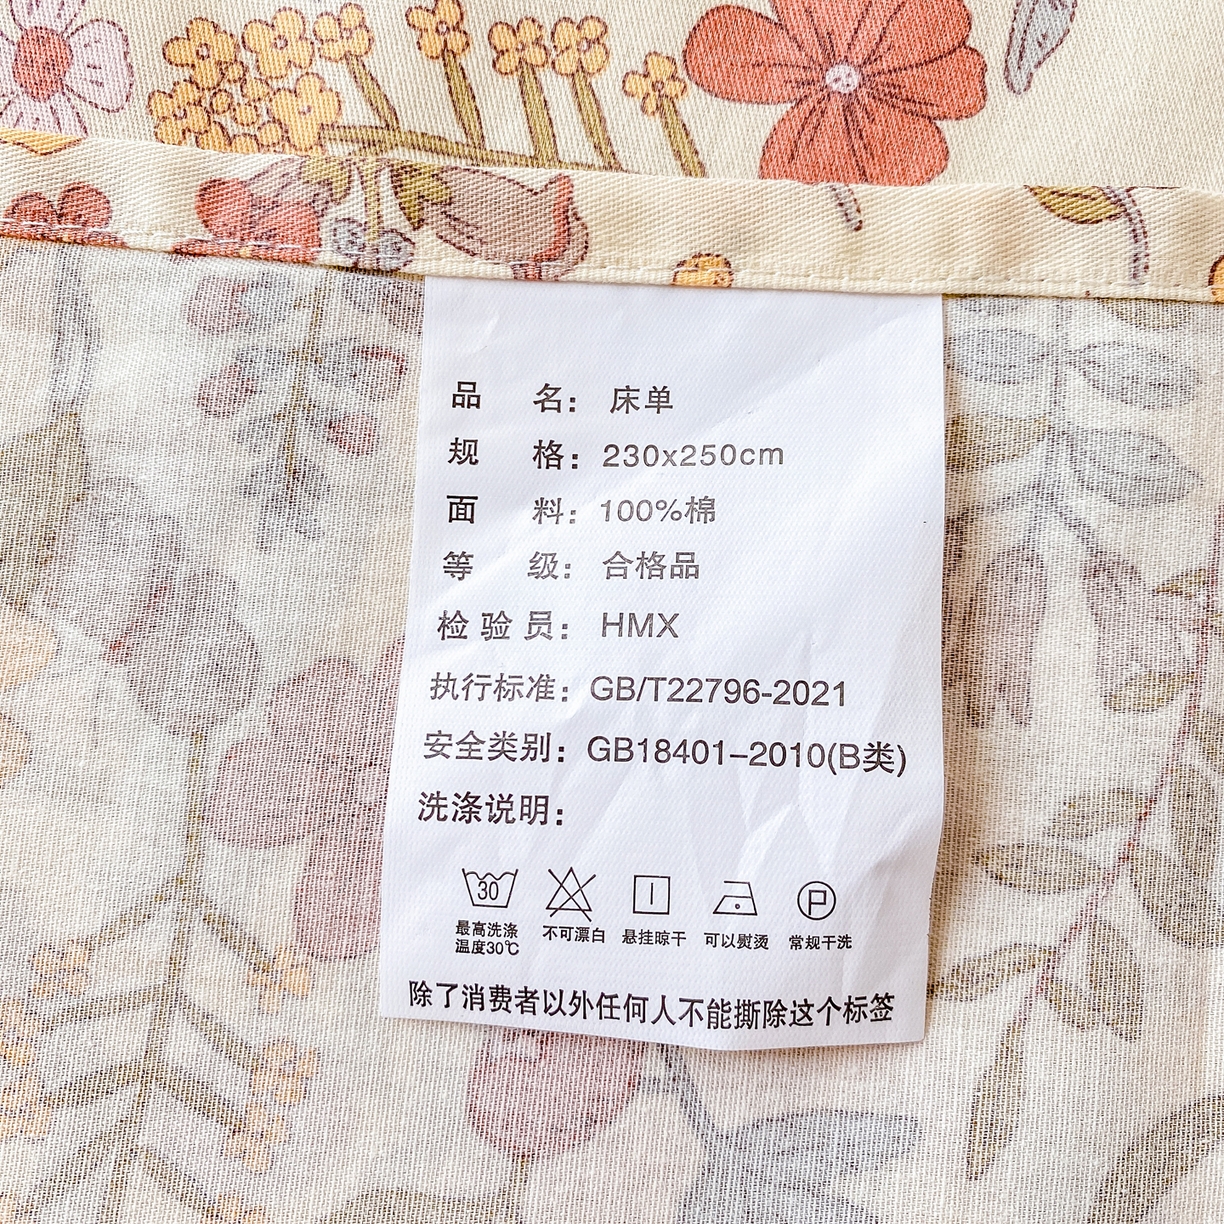 品 名：床单
规 格：230x250cm
面 料：100%棉
等 级：合格品
检 验 员：HMX
执行标准：GB/T22796-2021
安全类别：GB18401-2010(B类)
洗涤说明：
30
P
最高洗涤 不可漂白 悬挂晾干 可以熨烫 常规干洗
温度30℃
除了消费者以外任何人不能撕除这个标签